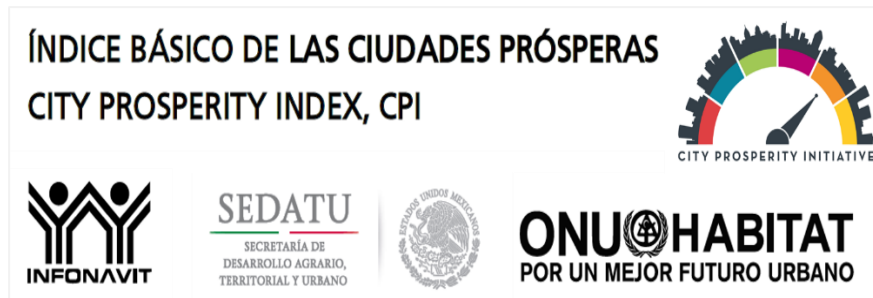 ÍNDICE BÁSICO DE LAS CIUDADES PRÓSPERAS
CITY PROSPERITY INDEX, CPI
CITY PROSPERITY INITIATIVE
INFONAVIT
SEDATU
SECRETARÍA DE
DESARROLLO AGRARIO,
TERRITORIAL Y URBANO
ESTADOS UNIDOS MEXICANOS
ONU HABITAT
POR UN MEJOR FUTURO URBANO